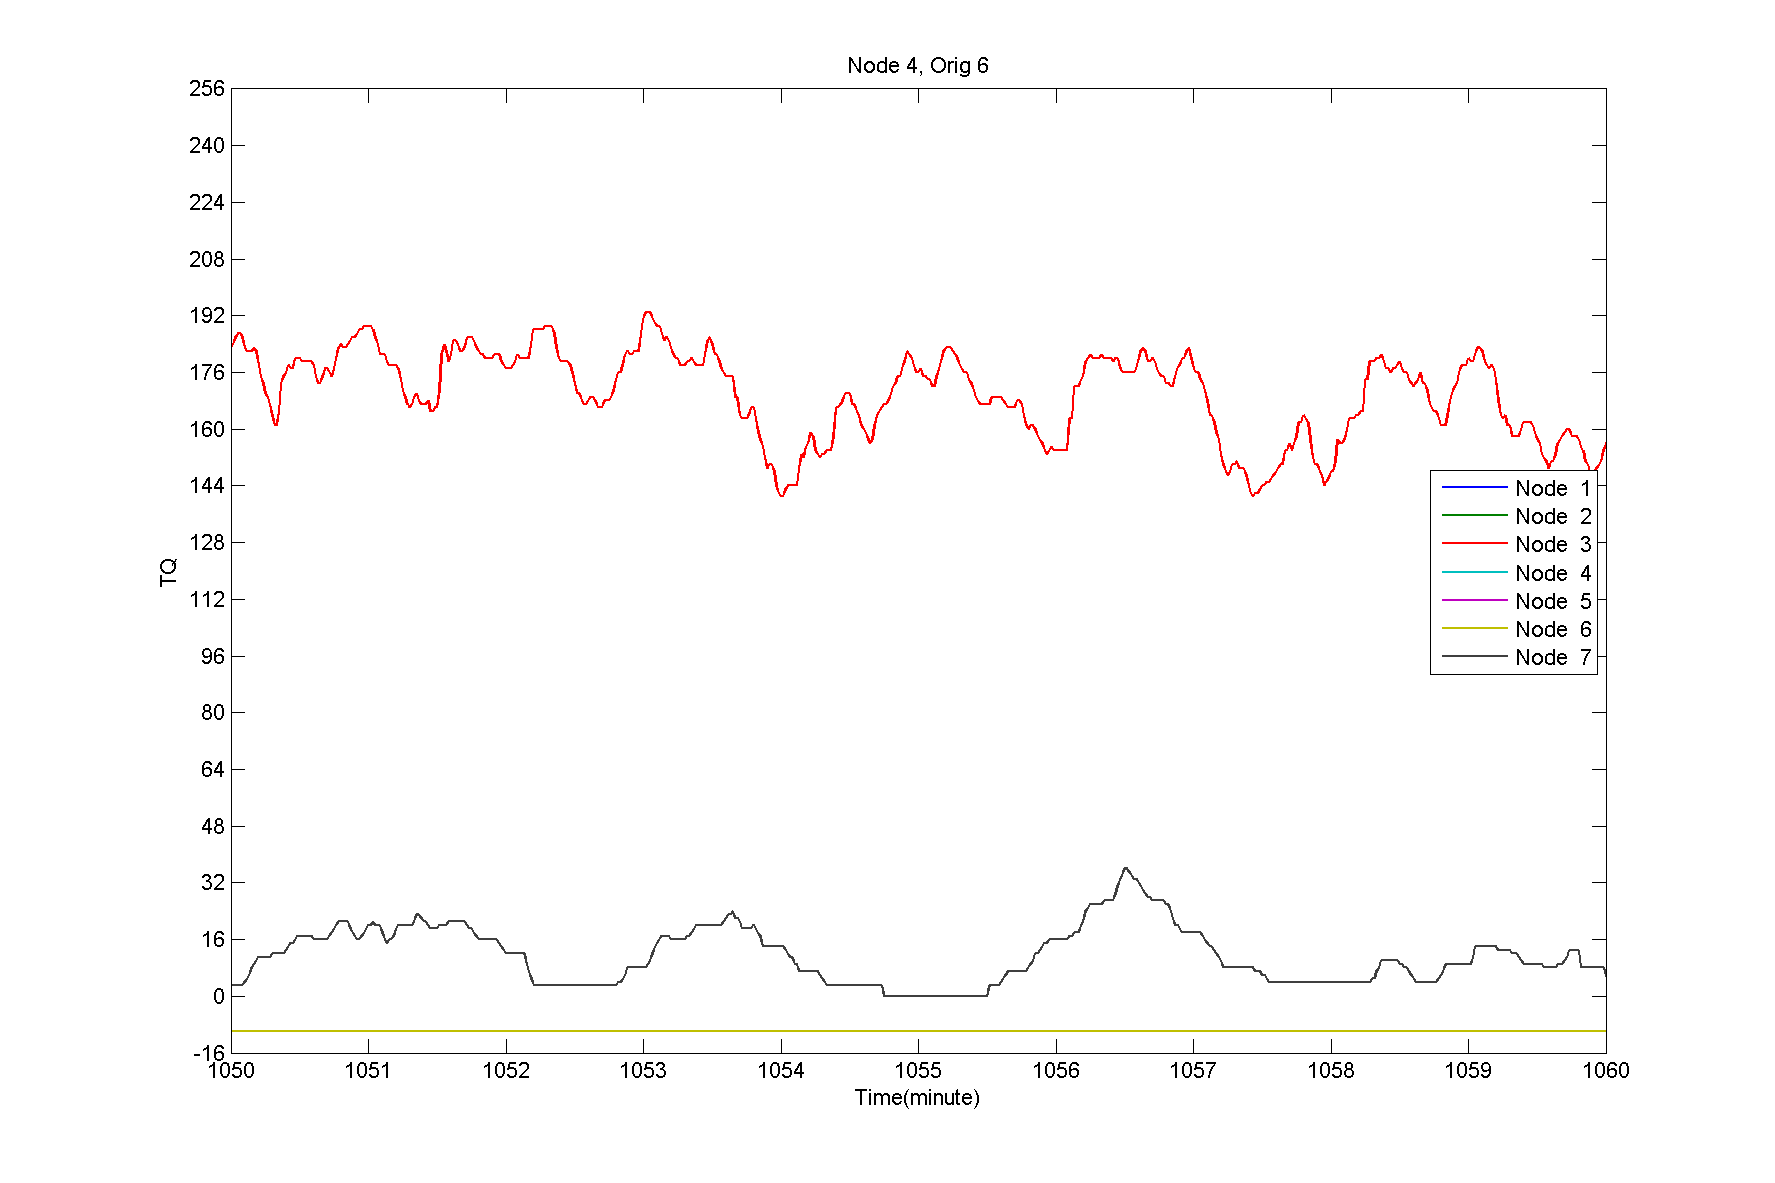 Node 4, Orig 6
256
240
224
208
192
176
160
144
128
112
96
80
64
48
32
16
0
-16
TQ
Node 1
Node 2
Node 3
Node 4
Node 5
Node 6
Node 7
1050 1051 1052 1053 1054 1055 1056 1057 1058 1059 1060
Time(minute)